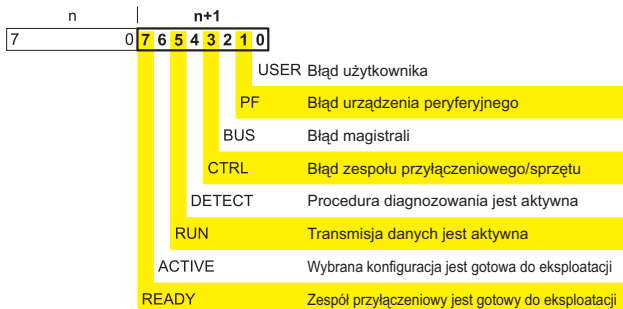 n n+1
7 0 7 6 5 4 3 2 1 0
USER Błąd użytkownika
PF Błąd urządzenia peryferyjnego
BUS Błąd magistrali
CTRL Błąd zespołu przyłączeniowego/sprzętu
DETECT Procedura diagnozowania jest aktywna
RUN Transmisja danych jest aktywna
ACTIVE Wybrana konfiguracja jest gotowa do eksploatacji
READY Zespół przyłączeniowy jest gotowy do eksploatacji